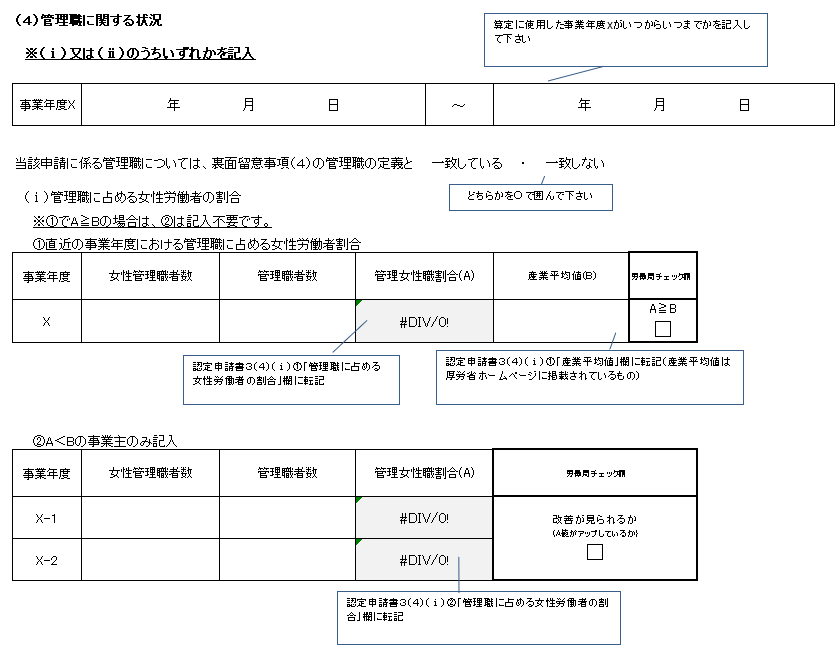 （4）管理職に関する状況
算定に使用した事業年度Xがいつからいつまでかを記入し
て下さい
※（ⅰ）又は（ⅱ）のうちいずれかを記入
事業年度X 年 月 日 ～ 年 月 日
当該申請に係る管理職については、裏面留意事項（4）の管理職の定義と 一致している ・ 一致しない
どちらかを○で囲んで下さい
（ⅰ）管理職に占める女性労働者の割合
※①でA≧Bの場合は、②は記入不要です。
①直近の事業年度における管理職に占める女性労働者割合
事業年度 女性管理職者数 管理職者数 管理女性職割合(A) 産業平均値(B) 労働局チェック欄
X #DIV/0! A≧B □
認定申請書3（4）（ⅰ）①「管理職に占める
女性労働者の割合」欄に転記
認定申請書3（4）（ⅰ）①「産業平均値」欄に転記（産業平均値は
厚労省ホームページに掲載されているもの）
②A＜Bの事業主のみ記入
事業年度 女性管理職者数 管理職者数 管理女性職割合(A) 労働局チェック欄
X-1 #DIV/0!
改善が見られるか
(A欄がアップしているか)
□
X-2 #DIV/0!
認定申請書3（4）（ⅰ）②「管理職に占める女性労働者の割
合」欄に転記